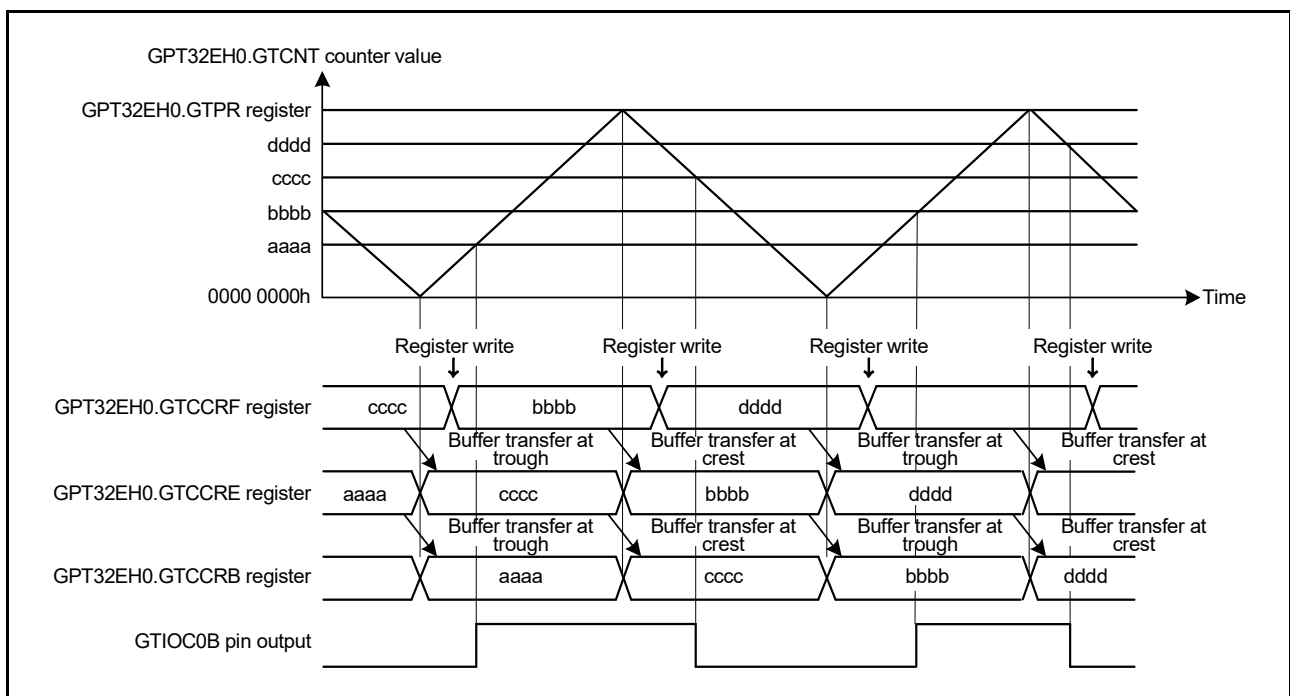 GPT32EH0.GTCNT counter value
GPT32EH0.GTPR register
dddd
cccc
bbbb
aaaa
0000 0000h
Time
Register write Register write Register write Register write
GPT32EH0.GTCCRF register cccc bbbb dddd
Buffer transfer at trough
Buffer transfer at crest
Buffer transfer at trough
Buffer transfer at crest
GPT32EH0.GTCCRE register aaaa cccc bbbb dddd
Buffer transfer at trough
Buffer transfer at crest
Buffer transfer at trough
Buffer transfer at crest
GPT32EH0.GTCCRB register aaaa cccc bbbb dddd
GTIOC0B pin output